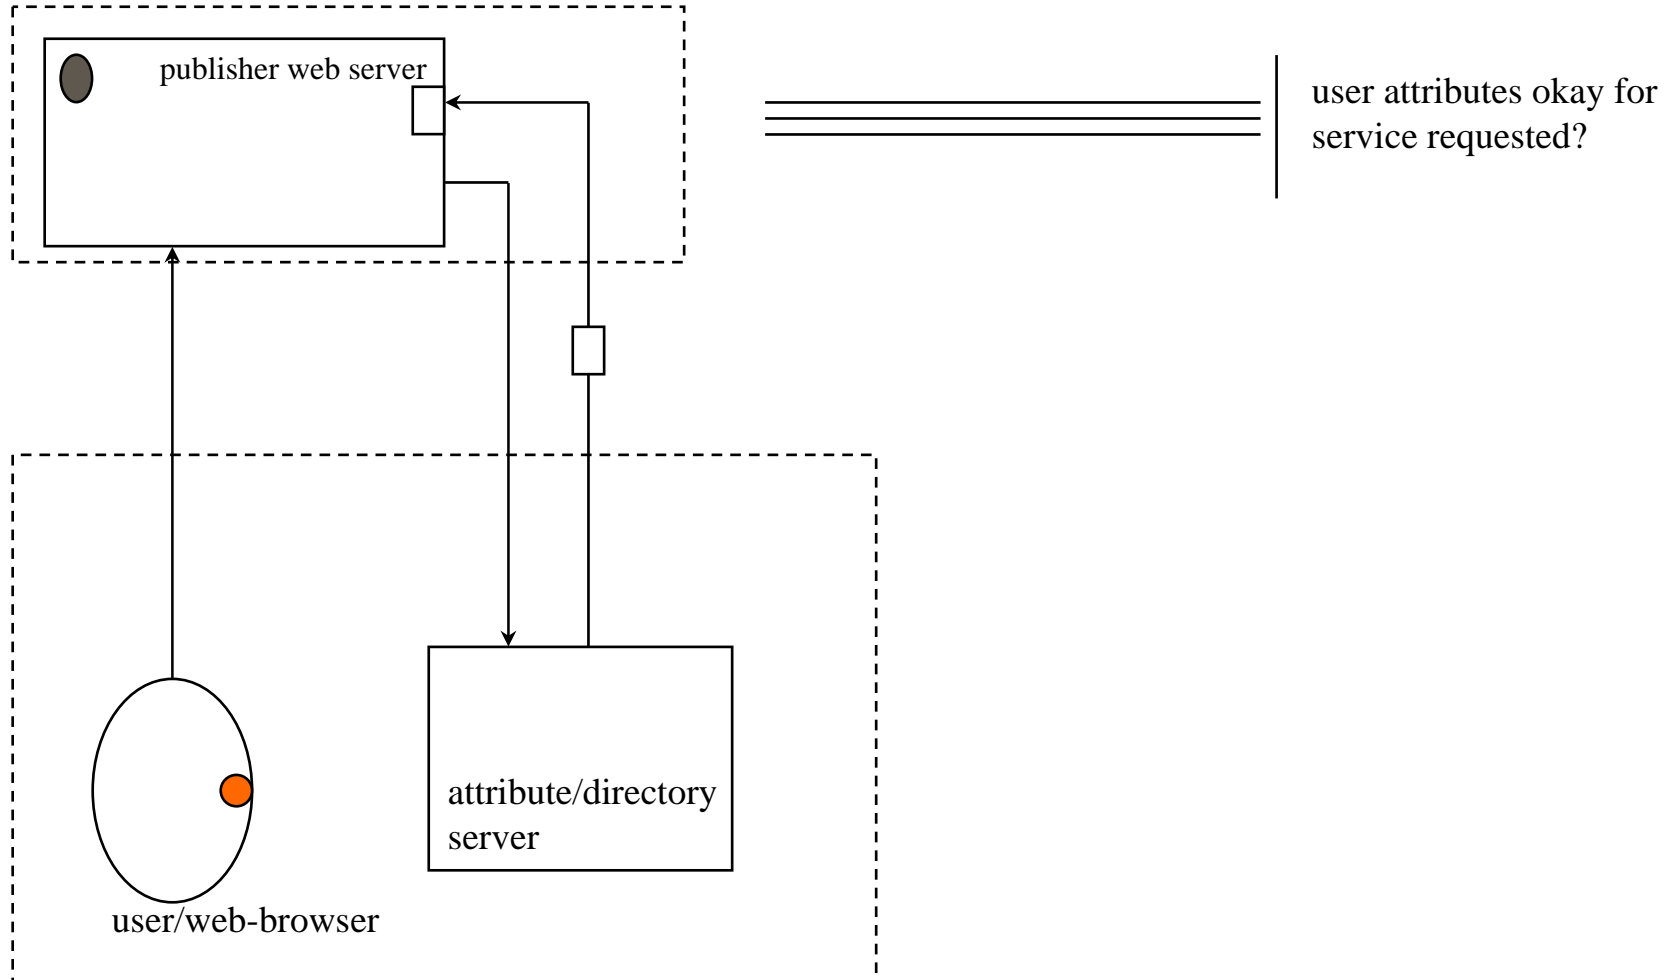 publisher web server
user attributes okay for
service requested?
attribute/directory
server
user/web-browser